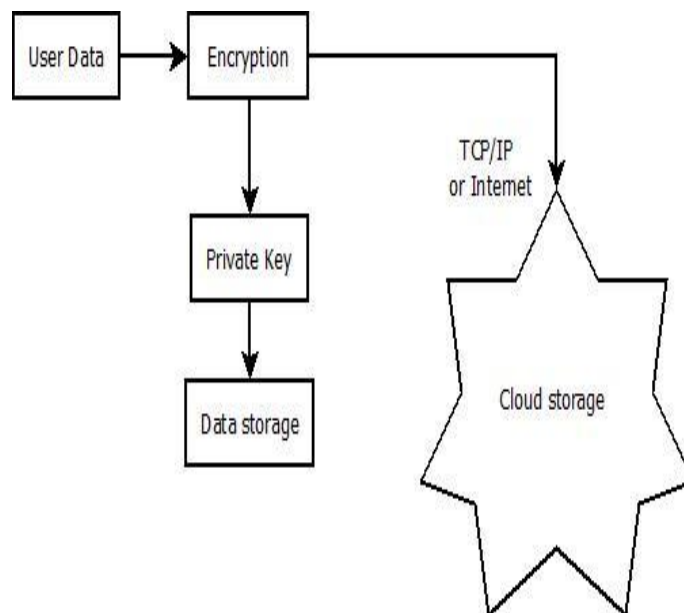 User Data
Encryption
TCP/IP
or Internet
Private Key
Cloud storage
Data storage